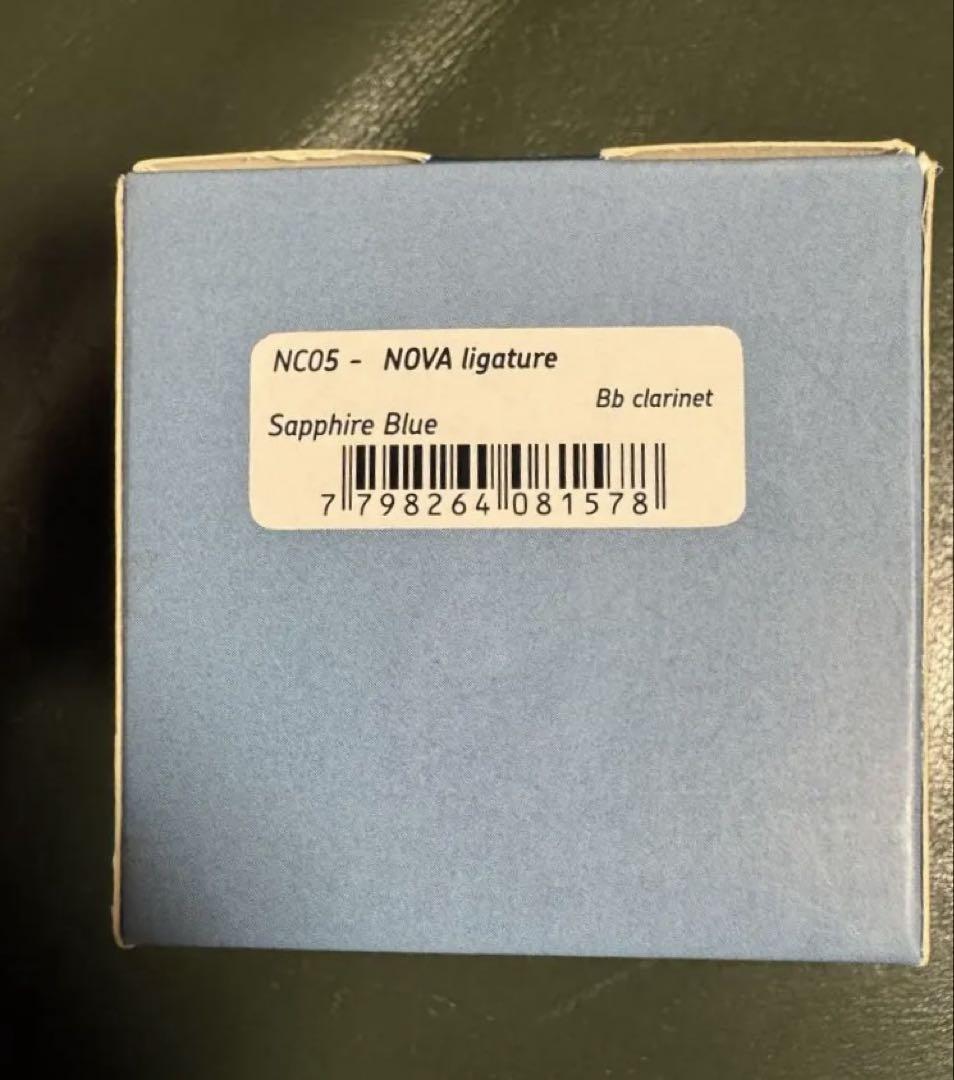 NC05 - NOVA ligature
Bb clarinet
Sapphire Blue
7 798264 081578